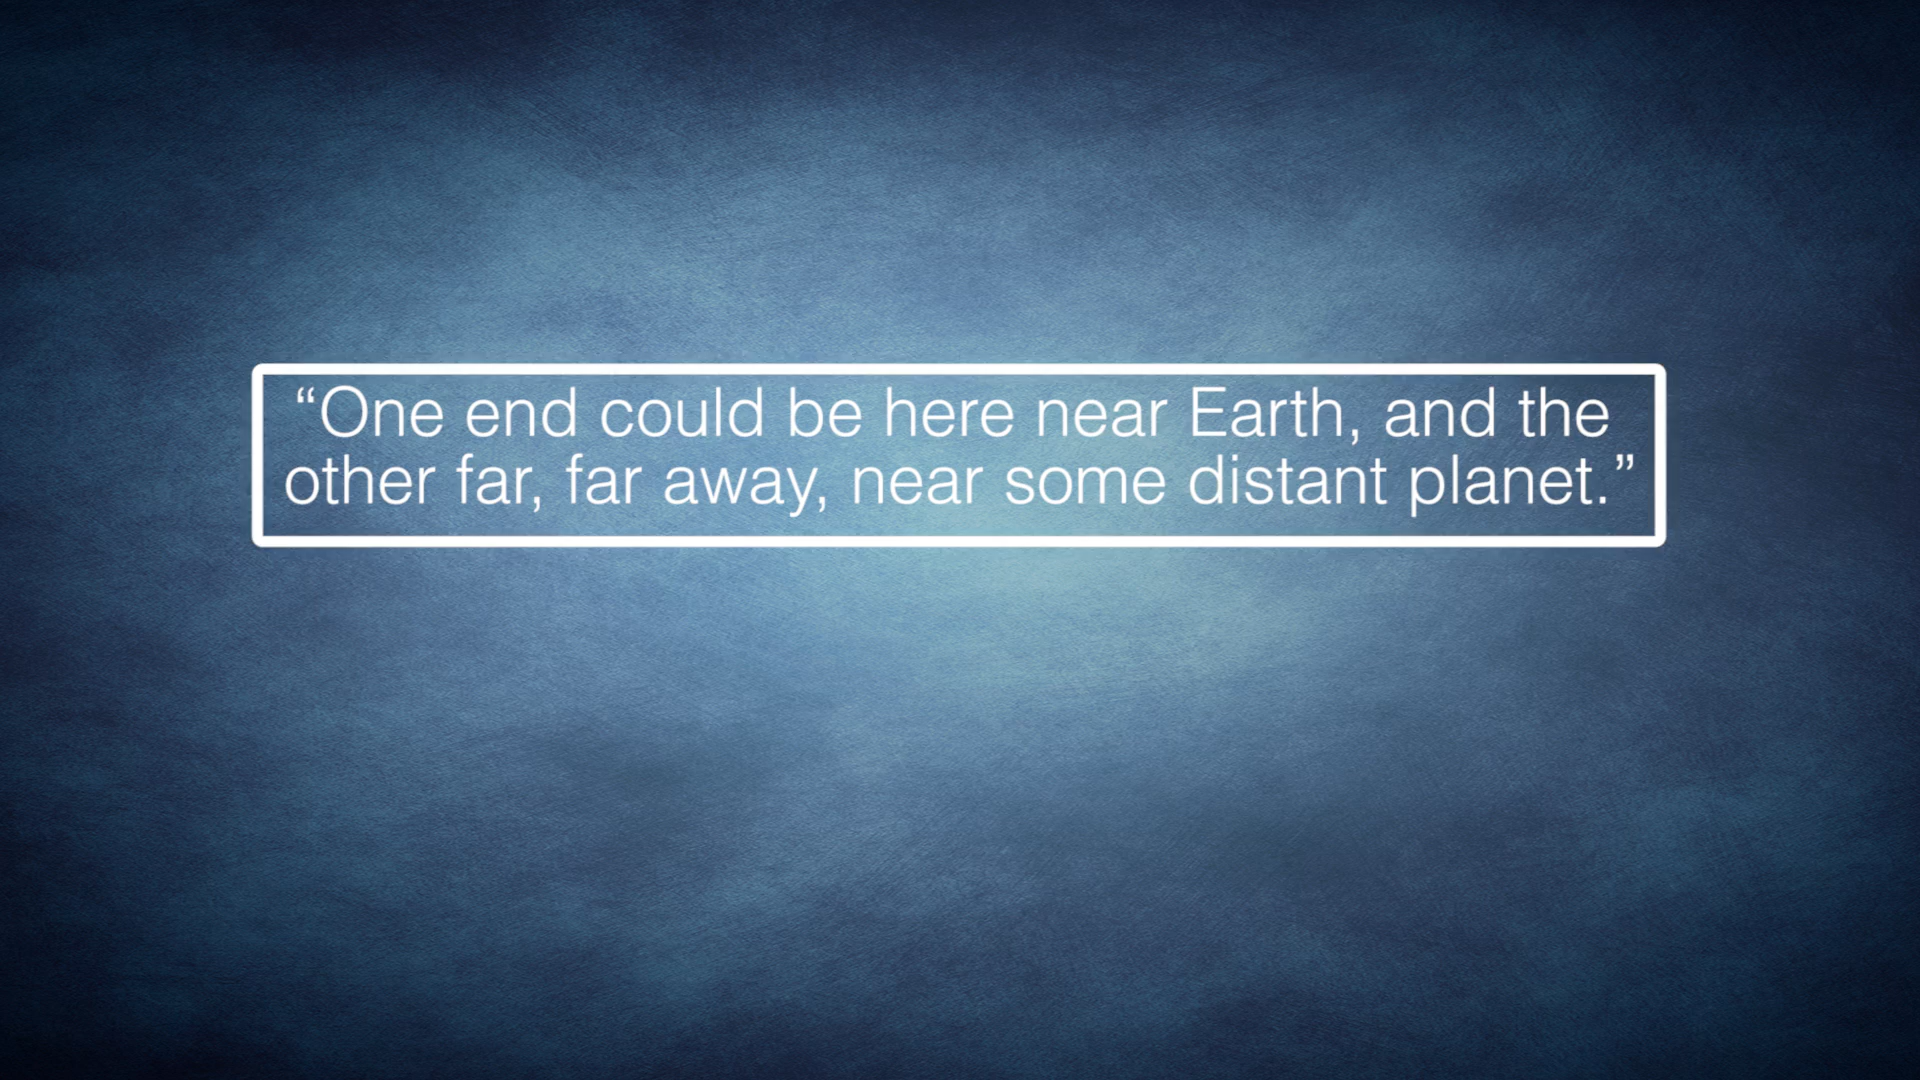 “One end could be here near Earth, and the
other far, far away, near some distant planet.”